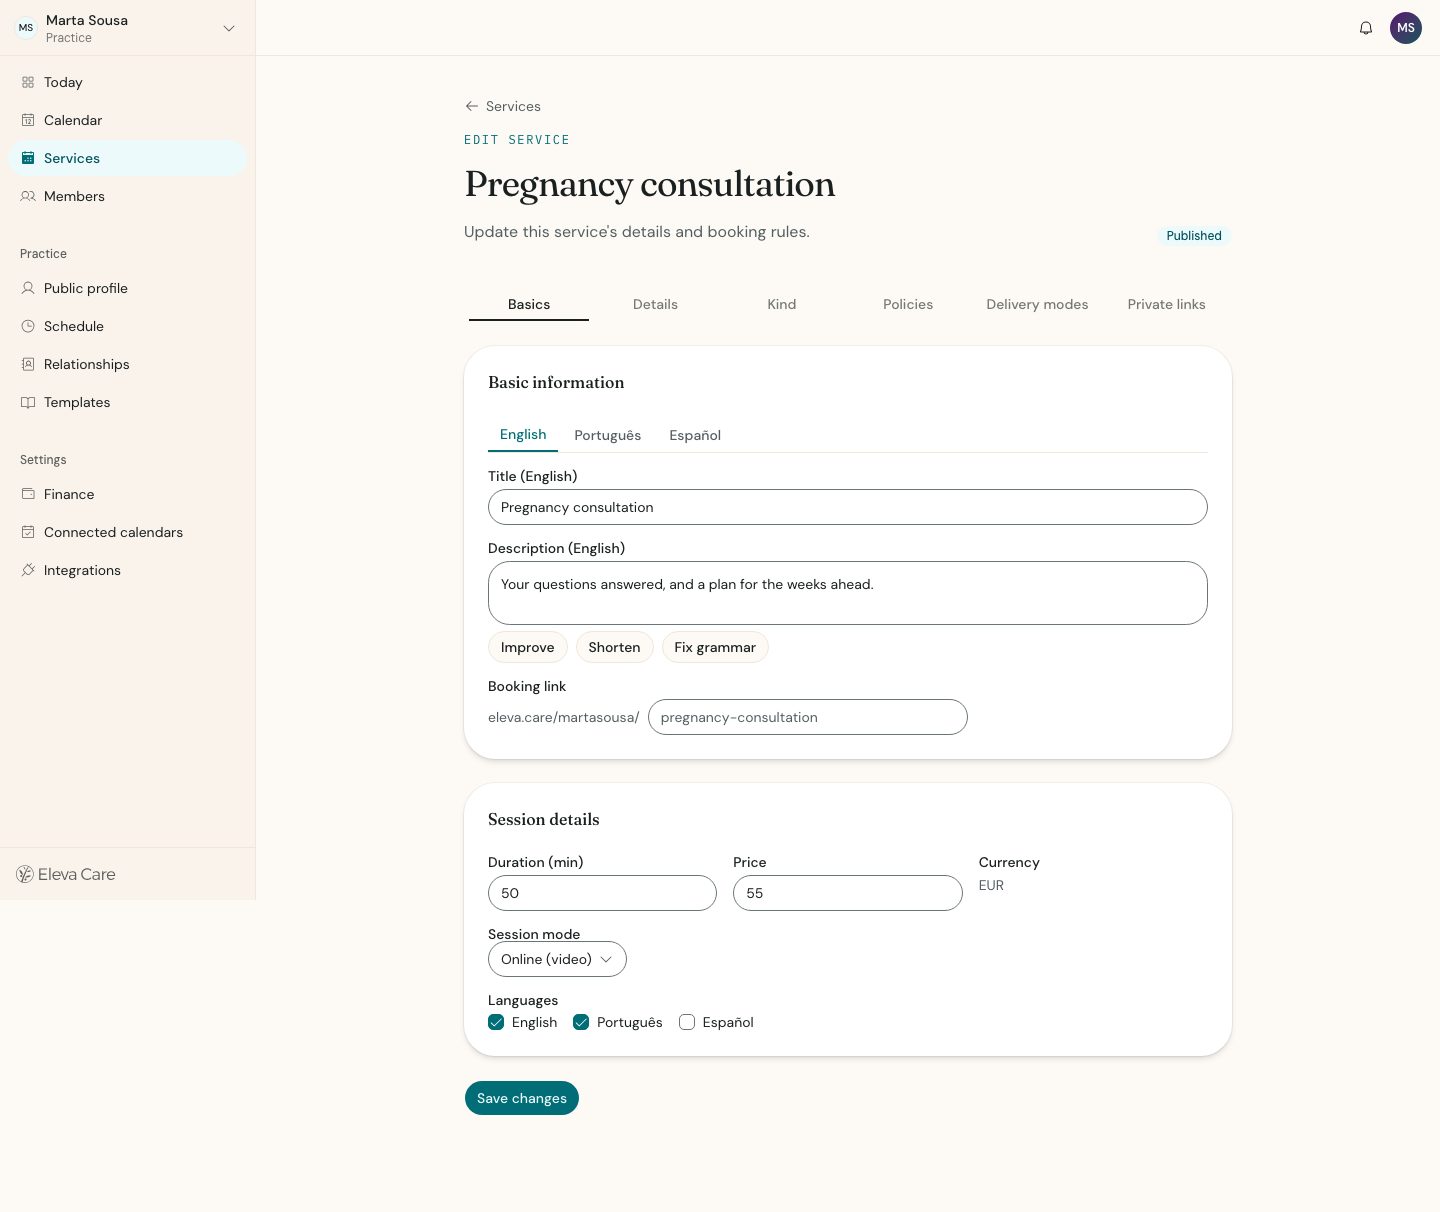 MS
Marta Sousa
Practice
MS
Today
12
Calendar
Services
Members
Practice
Public profile
Schedule
Relationships
Templates
Settings
Finance
Connected calendars
Integrations
Eleva Care
Services
EDIT SERVICE
Pregnancy consultation
Update this service's details and booking rules.
Published
Basics Details Kind Policies Delivery modes Private links
Basic information
English Português Español
Title (English)
Pregnancy consultation
Description (English)
Your questions answered, and a plan for the weeks ahead.
Improve Shorten Fix grammar
Booking link
eleva.care/martasousa/ pregnancy-consultation
Session details
Duration (min) Price Currency
50 55 EUR
Session mode
Online (video)
Languages
English Português Español
Save changes